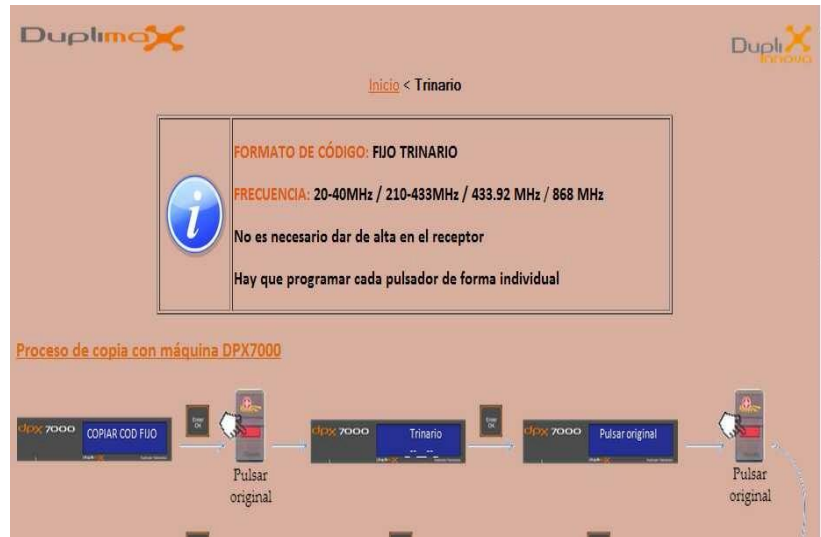 Duplimax
Dupli X
Innova
Inicio < Trinario
FORMATO DE CÓDIGO: FIJO TRINARIO
FRECUENCIA: 20-40MHz / 210-433MHz / 433.92 MHz / 868 MHz
No es necesario dar de alta en el receptor
Hay que programar cada pulsador de forma individual
Proceso de copia con máquina DPX7000
dpx 7000
COPIAR COD FIJO
Enter
OK
Pulsar
original
dpx 7000
Trinario
-- -- --
Enter
OK
dpx 7000
Pulsar original
Pulsar
original